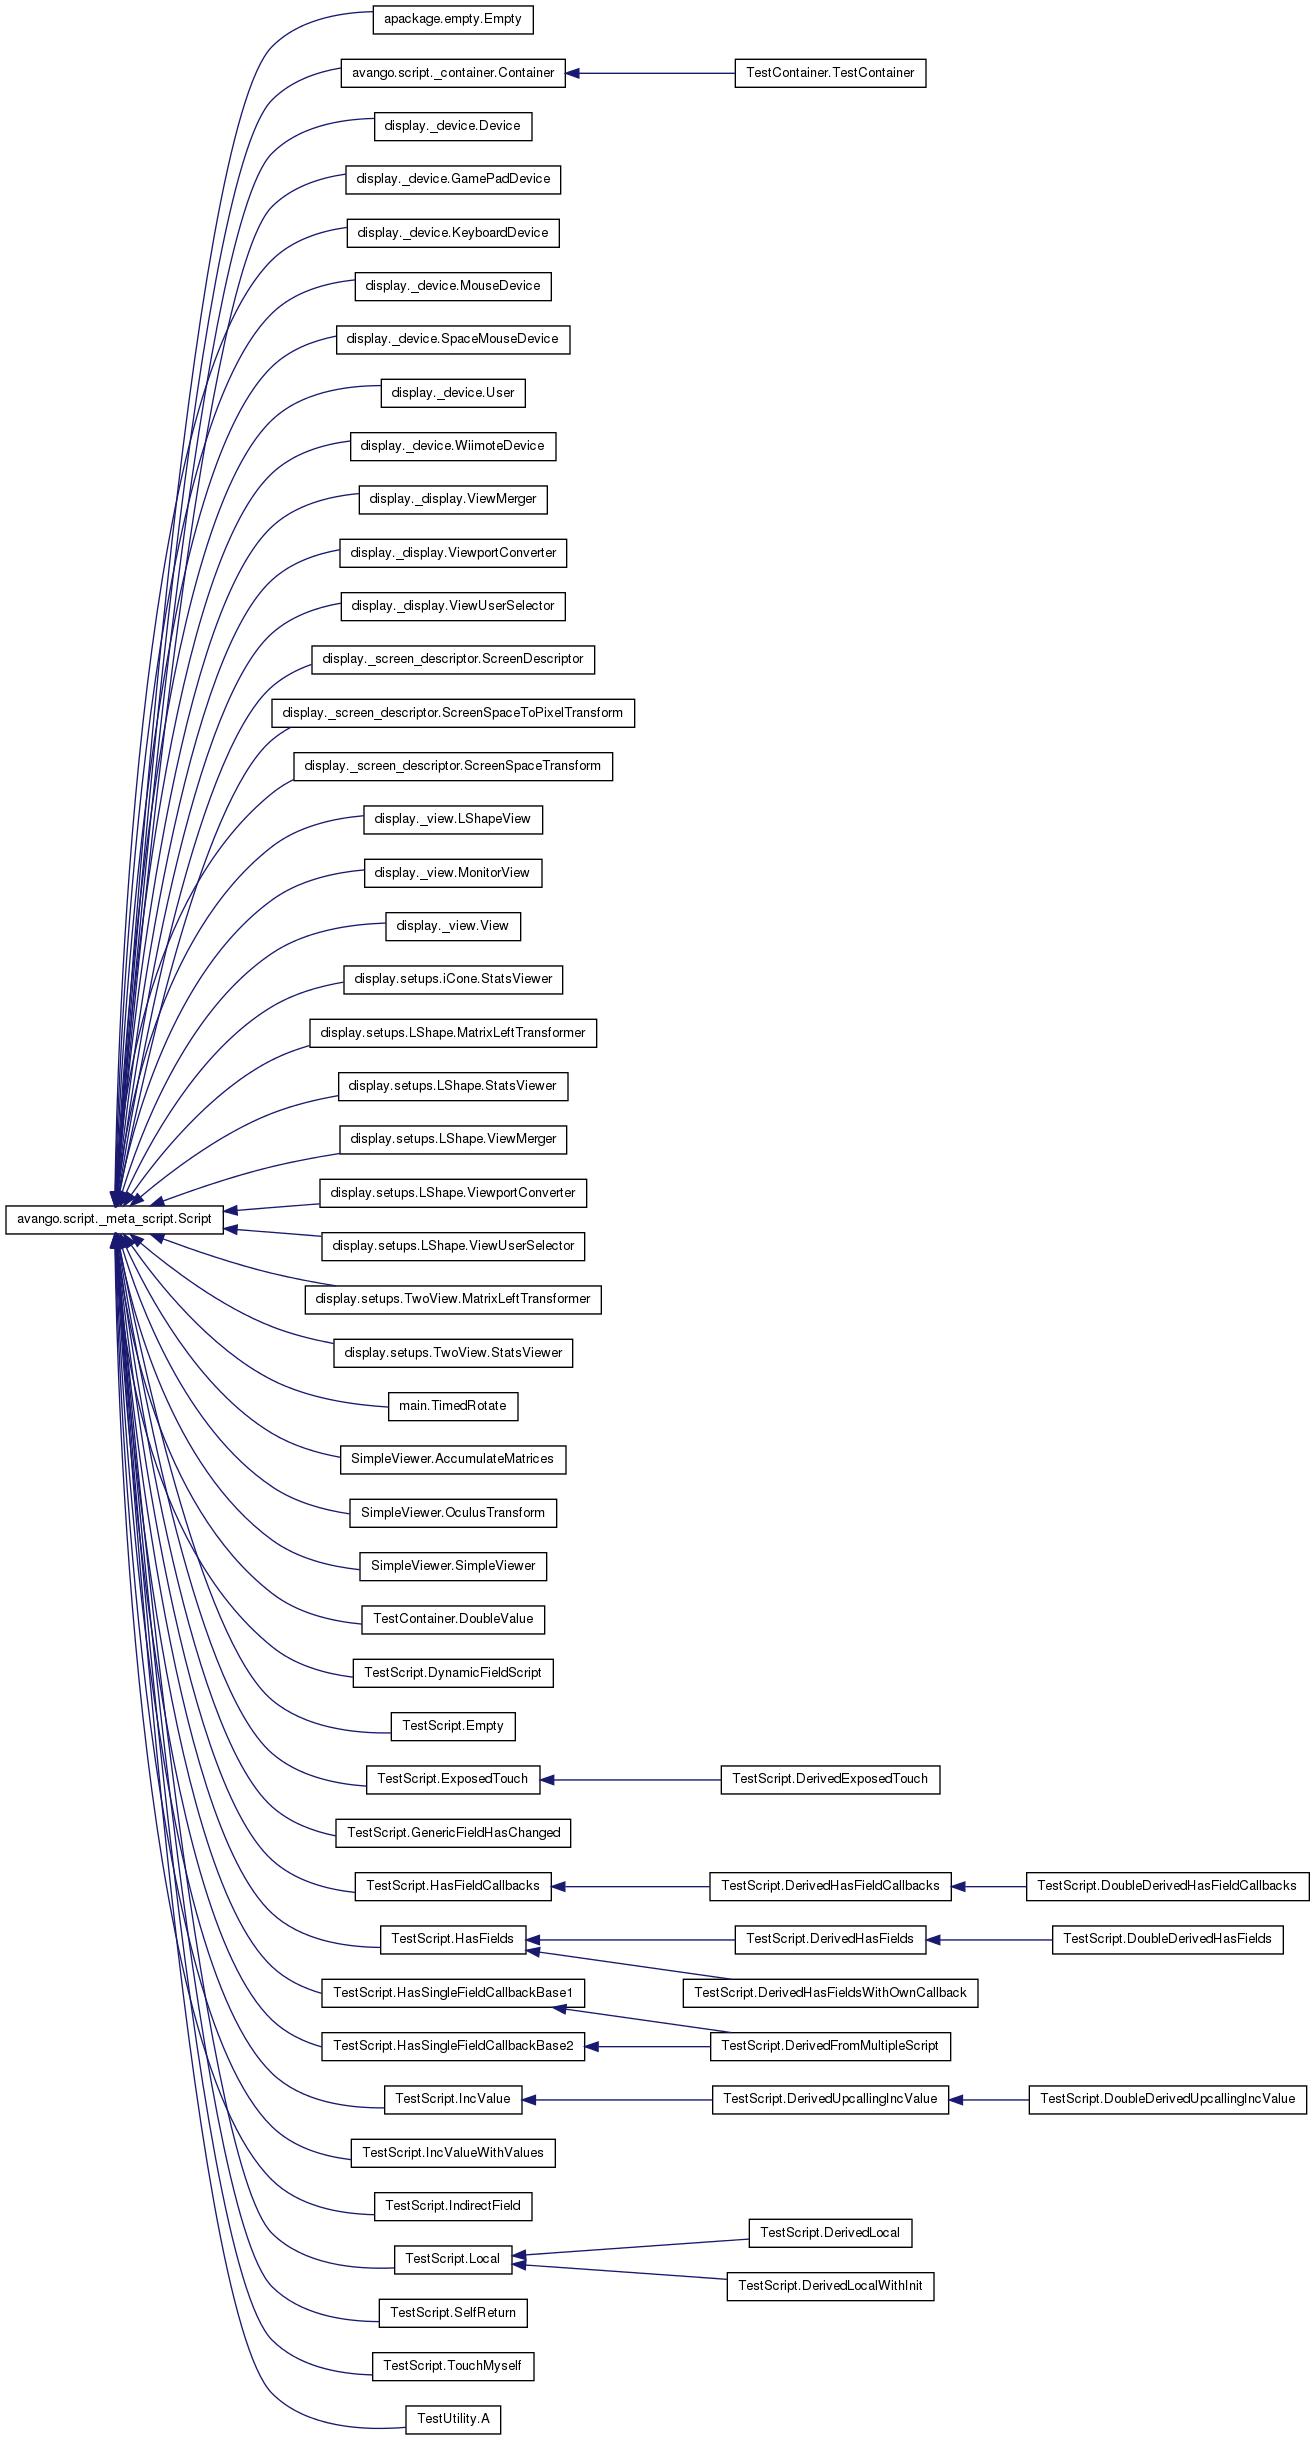 apackage.empty.Empty
avango.script._container.Container
TestContainer.TestContainer
display._device.Device
display._device.GamePadDevice
display._device.KeyboardDevice
display._device.MouseDevice
display._device.SpaceMouseDevice
display._device.User
display._device.WiimoteDevice
display._display.ViewMerger
display._display.ViewportConverter
display._display.ViewUserSelector
display._screen_descriptor.ScreenDescriptor
display._screen_descriptor.ScreenSpaceToPixelTransform
display._screen_descriptor.ScreenSpaceTransform
display._view.LShapeView
display._view.MonitorView
display._view.View
display.setups.iCone.StatsViewer
display.setups.LShape.MatrixLeftTransformer
display.setups.LShape.StatsViewer
display.setups.LShape.ViewMerger
display.setups.LShape.ViewportConverter
avango.script._meta_script.Script
display.setups.LShape.ViewUserSelector
display.setups.TwoView.MatrixLeftTransformer
display.setups.TwoView.StatsViewer
main.TimedRotate
SimpleViewer.AccumulateMatrices
SimpleViewer.OculusTransform
SimpleViewer.SimpleViewer
TestContainer.DoubleValue
TestScript.DynamicFieldScript
TestScript.Empty
TestScript.ExposedTouch
TestScript.DerivedExposedTouch
TestScript.GenericFieldHasChanged
TestScript.HasFieldCallbacks
TestScript.DerivedHasFieldCallbacks
TestScript.DoubleDerivedHasFieldCallbacks
TestScript.HasFields
TestScript.DerivedHasFields
TestScript.DoubleDerivedHasFields
TestScript.HasSingleFieldCallbackBase1
TestScript.DerivedHasFieldsWithOwnCallback
TestScript.HasSingleFieldCallbackBase2
TestScript.DerivedFromMultipleScript
TestScript.IncValue
TestScript.DerivedUpcallingIncValue
TestScript.DoubleDerivedUpcallingIncValue
TestScript.IncValueWithValues
TestScript.IndirectField
TestScript.DerivedLocal
TestScript.Local
TestScript.DerivedLocalWithInit
TestScript.SelfReturn
TestScript.TouchMyself
TestUtility.A